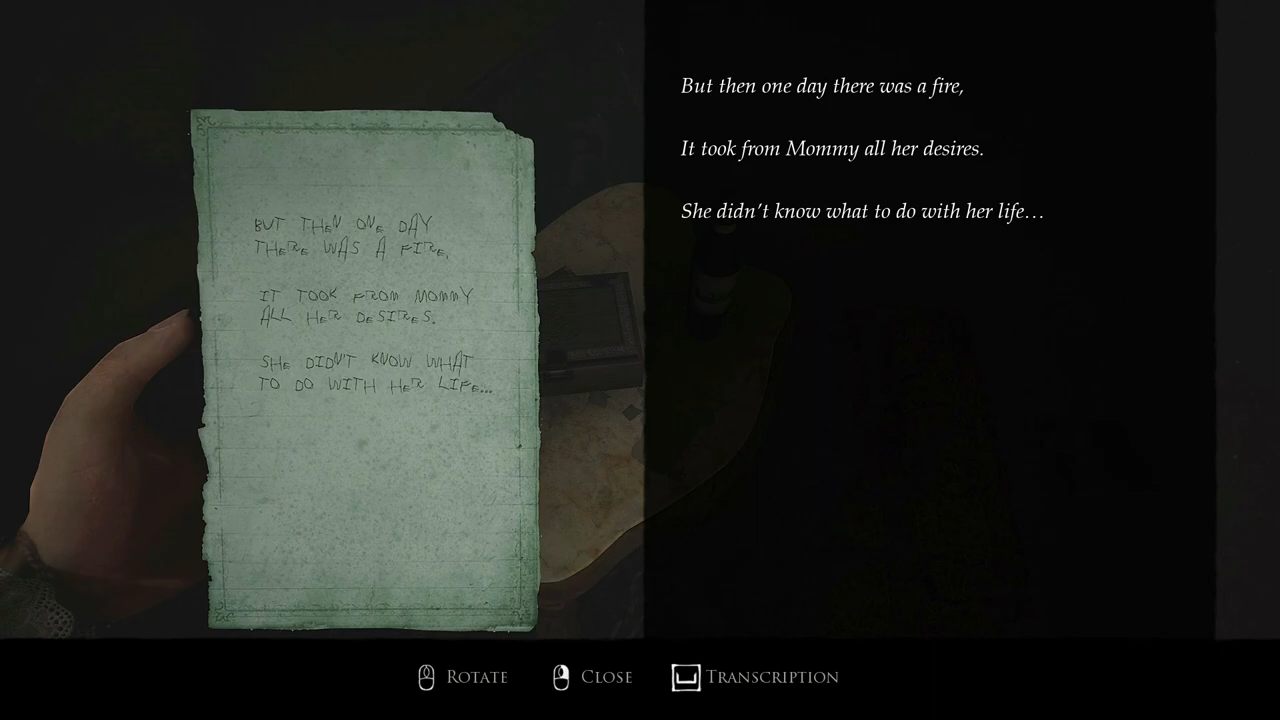 BUT THEN ONE DAY
THERE WAS A FIRE,
IT TOOK FROM MOMMY
ALL HER DESIRES.
SHE DIDN'T KNOW WHAT
TO DO WITH HER LIFE...
But then one day there was a fire,
It took from Mommy all her desires.
She didn't know what to do with her life...
ROTATE CLOSE TRANSCRIPTION